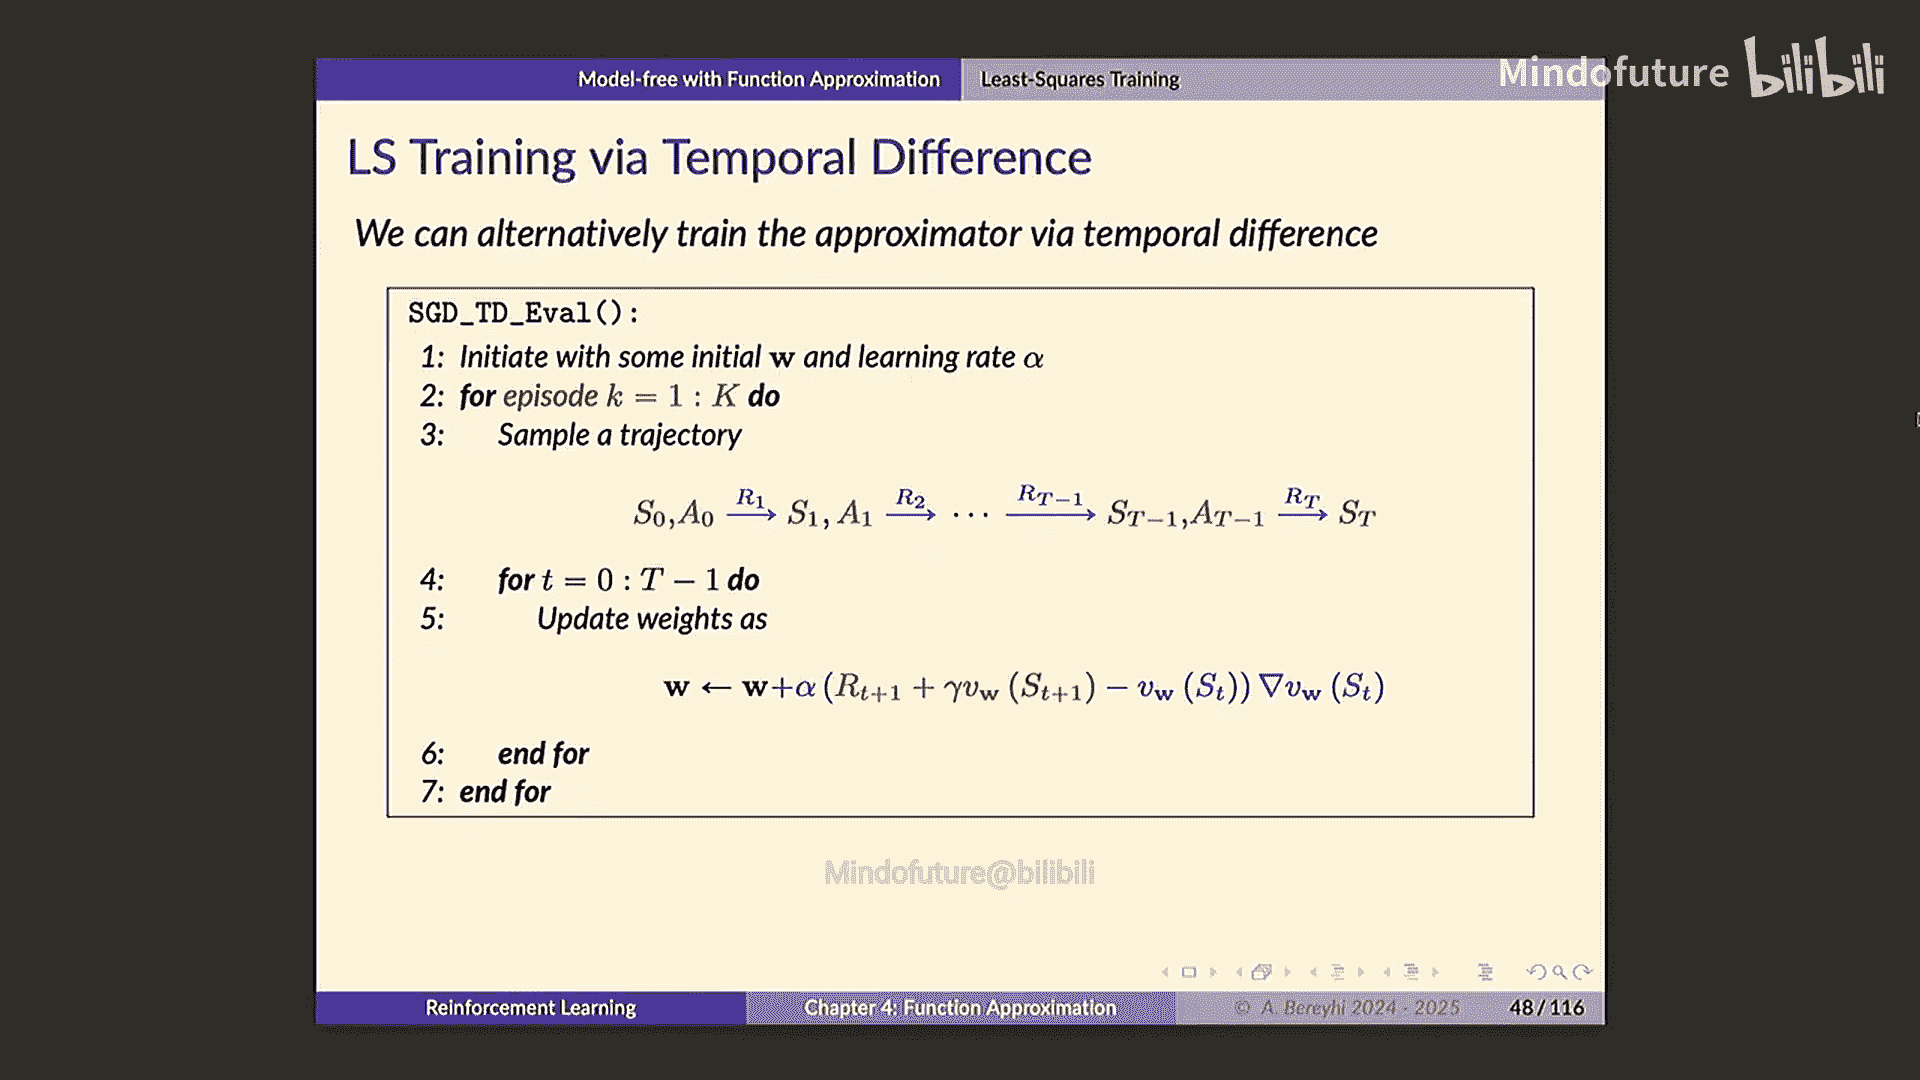 Model-free with Function Approximation Least-Squares Training
Mindofuture bilibili
LS Training via Temporal Difference
We can alternatively train the approximator via temporal difference
SGD_TD_Eval():
1: Initiate with some initial w and learning rate α
2: for episode k = 1 : K do
3: Sample a trajectory
S₀, A₀ —R₁→ S₁, A₁ —R₂→ ··· —R_{T−1}→ S_{T−1}, A_{T−1} —R_T→ S_T
4: for t = 0 : T − 1 do
5: Update weights as
w ← w+α (R_{t+1} + γv_w (S_{t+1}) − v_w (S_t)) ∇v_w (S_t)
6: end for
7: end for
Mindofuture@bilibili
Reinforcement Learning Chapter 4: Function Approximation © A. Bereyhi 2024 - 2025 48 / 116